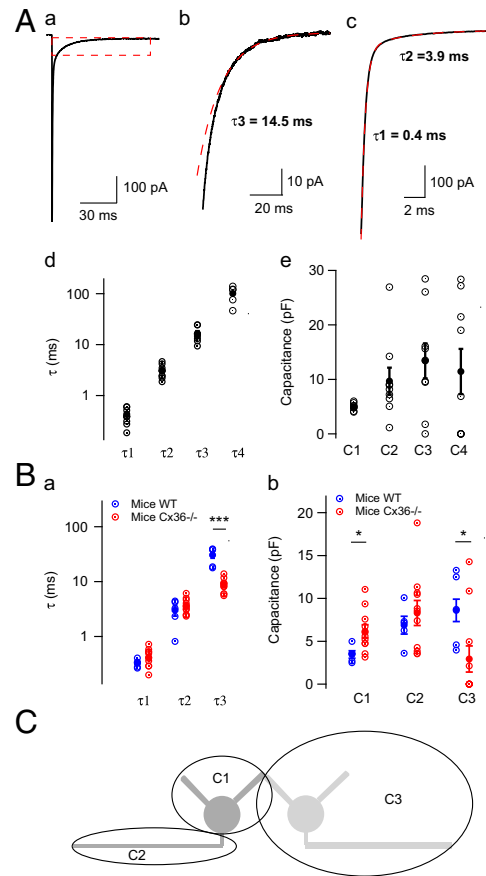 A
a
b
c
τ3 = 14.5 ms
τ2 =3.9 ms
τ1 = 0.4 ms
100 pA
30 ms
10 pA
20 ms
100 pA
2 ms
d
τ (ms)
100
10
1
τ1 τ2 τ3 τ4
e
Capacitance (pF)
30
20
10
0
C1 C2 C3 C4
B
a
Mice WT
Mice Cx36-/-
***
τ (ms)
100
10
1
τ1 τ2 τ3
b
Mice WT
Mice Cx36-/-
* *
Capacitance (pF)
20
15
10
5
0
C1 C2 C3
C
C1
C2
C3